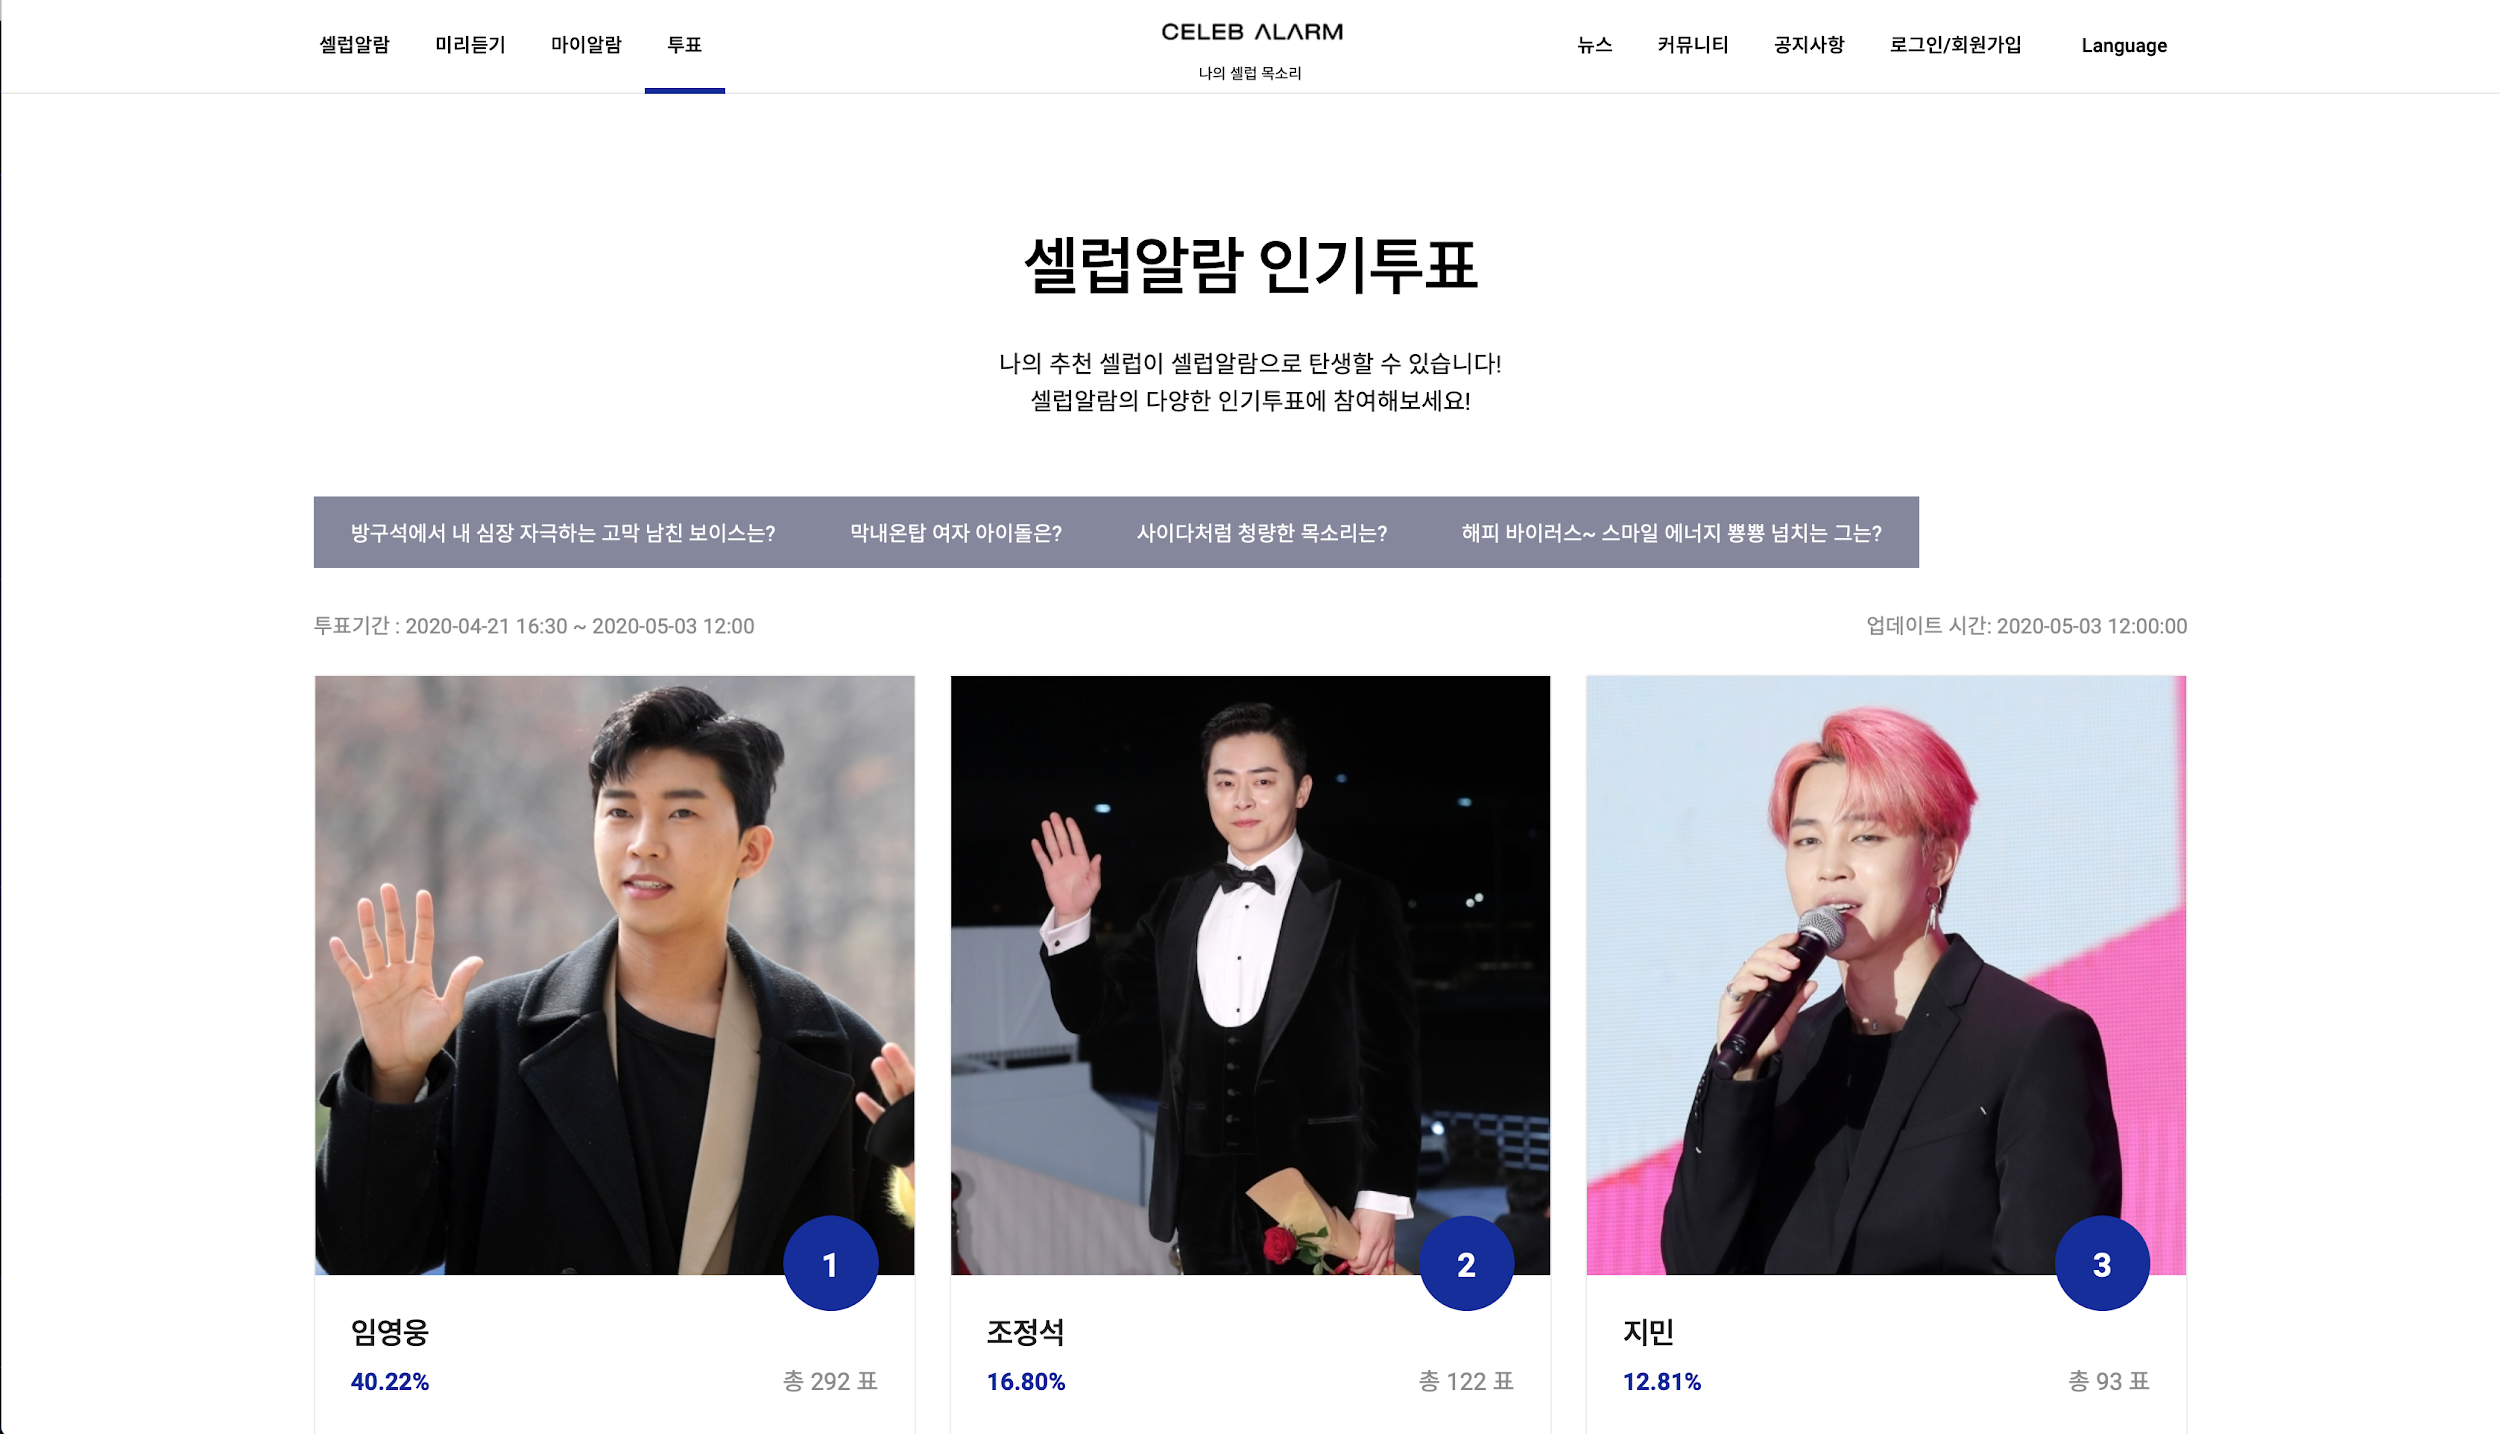 셀럽알람 미리듣기 마이알람 투표 CELEB ALARM 뉴스 커뮤니티 공지사항 로그인/회원가입 Language
나의 셀럽 목소리
셀럽알람 인기투표
나의 추천 셀럽이 셀럽알람으로 탄생할 수 있습니다!
셀럽알람의 다양한 인기투표에 참여해보세요!
방구석에서 내 심장 자극하는 고막 남친 보이스는? 막내온탑 여자 아이돌은? 사이다처럼 청량한 목소리는? 해피 바이러스~ 스마일 에너지 뿅뿅 넘치는 그는?
투표기간 : 2020-04-21 16:30 ~ 2020-05-03 12:00 업데이트 시간: 2020-05-03 12:00:00
1 2 3
임영웅 조정석 지민
40.22% 총 292 표 16.80% 총 122 표 12.81% 총 93 표